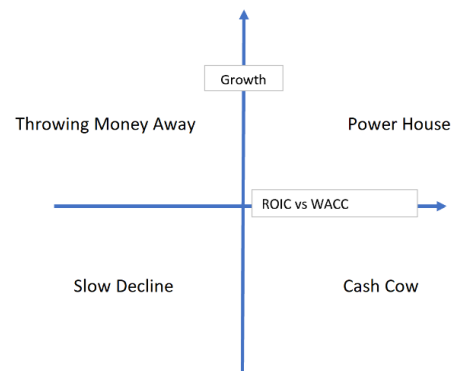 Growth
Throwing Money Away
Power House
ROIC vs WACC
Slow Decline
Cash Cow